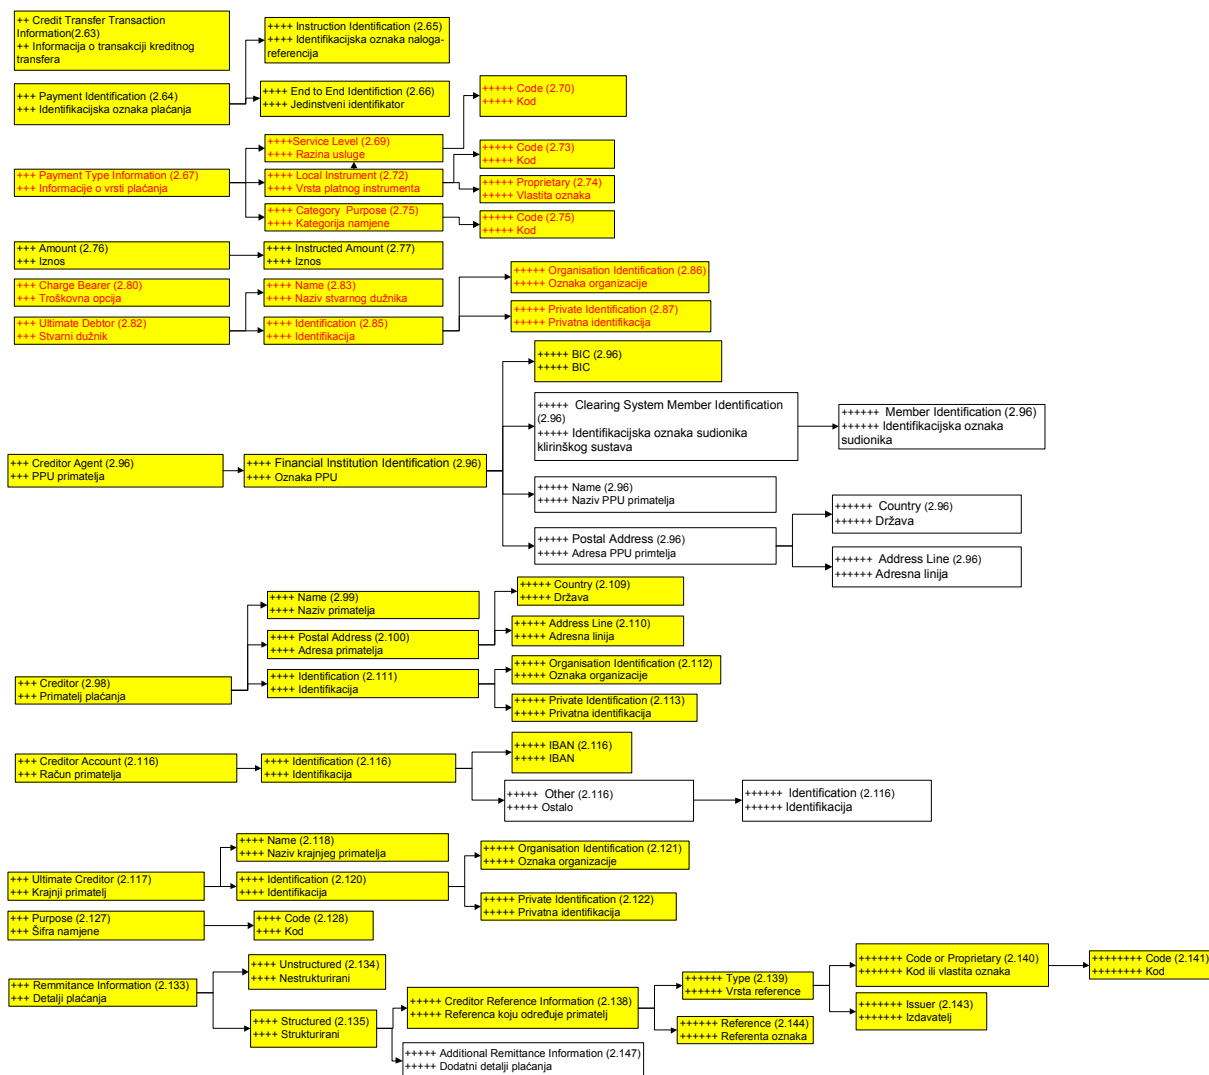 ++ Credit Transfer Transaction
Information(2.63)
++ Informacija o transakciji kreditnog
transfera
++++ Instruction Identification (2.65)
++++ Identifikacijska oznaka naloga-
referencija
+++ Payment Identification (2.64)
+++ Identifikacijska oznaka plaćanja
++++ End to End Identifiction (2.66)
++++ Jedinstveni identifikator
+++++ Code (2.70)
+++++ Kod
++++Service Level (2.69)
++++ Razina usluge
+++++ Code (2.73)
+++++ Kod
+++ Payment Type Information (2.67)
+++ Informacije o vrsti plaćanja
++++ Local Instrument (2.72)
++++ Vrsta platnog instrumenta
+++++ Proprietary (2.74)
+++++ Vlastita oznaka
++++ Category  Purpose (2.75)
++++ Kategorija namjene
+++++ Code (2.75)
+++++ Kod
+++ Amount (2.76)
+++ Iznos
++++ Instructed Amount (2.77)
++++ Iznos
+++++ Organisation Identification (2.86)
+++++ Oznaka organizacije
+++ Charge Bearer (2.80)
+++ Troškovna opcija
++++ Name (2.83)
++++ Naziv stvarnog dužnika
+++++ Private Identification (2.87)
+++++ Privatna identifikacija
+++ Ultimate Debtor (2.82)
+++ Stvarni dužnik
++++ Identification (2.85)
++++ Identifikacija
+++++ BIC (2.96)
+++++ BIC
+++++  Clearing System Member Identification
(2.96)
+++++ Identifikacijska oznaka sudionika
klirinškog sustava
++++++  Member Identification (2.96)
++++++ Identifikacijska oznaka
sudionika
+++ Creditor Agent (2.96)
+++ PPU primatelja
++++ Financial Institution Identification (2.96)
++++ Oznaka PPU
+++++  Name (2.96)
+++++ Naziv PPU primatelja
++++++  Country (2.96)
++++++ Država
+++++  Postal Address (2.96)
+++++ Adresa PPU primtelja
++++++  Address Line (2.96)
++++++ Adresna linija
+++++ Country (2.109)
+++++ Država
++++ Name (2.99)
++++ Naziv primatelja
+++++ Address Line (2.110)
+++++ Adresna linija
++++ Postal Address (2.100)
++++ Adresa primatelja
+++++ Organisation Identification (2.112)
+++++ Oznaka organizacije
+++ Creditor (2.98)
+++ Primatelj plaćanja
++++ Identification (2.111)
++++ Identifikacija
+++++ Private Identification (2.113)
+++++ Privatna identifikacija
+++++ IBAN (2.116)
+++++ IBAN
+++ Creditor Account (2.116)
+++ Račun primatelja
++++ Identification (2.116)
++++ Identifikacija
+++++  Other (2.116)
+++++ Ostalo
++++++  Identification (2.116)
++++++ Identifikacija
++++ Name (2.118)
++++ Naziv krajnjeg primatelja
+++++ Organisation Identification (2.121)
+++++ Oznaka organizacije
+++ Ultimate Creditor (2.117)
+++ Krajnji primatelj
++++ Identification (2.120)
++++ Identifikacija
+++++ Private Identification (2.122)
+++++ Privatna identifikacija
+++ Purpose (2.127)
+++ Šifra namjene
++++ Code (2.128)
++++ Kod
++++ Unstructured (2.134)
++++ Nestrukturirani
+++++++ Code or Proprietary (2.140)
+++++++ Kod ili vlastita oznaka
++++++++ Code (2.141)
++++++++ Kod
+++ Remmitance Information (2.133)
+++ Detalji plaćanja
++++++ Type (2.139)
++++++ Vrsta reference
+++++ Creditor Reference Information (2.138)
+++++ Referenca koju određuje primatelj
+++++++ Issuer (2.143)
+++++++ Izdavatelj
++++ Structured (2.135)
++++ Strukturirani
++++++ Reference (2.144)
++++++ Referenta oznaka
+++++ Additional Remittance Information (2.147)
+++++ Dodatni detalji plaćanja